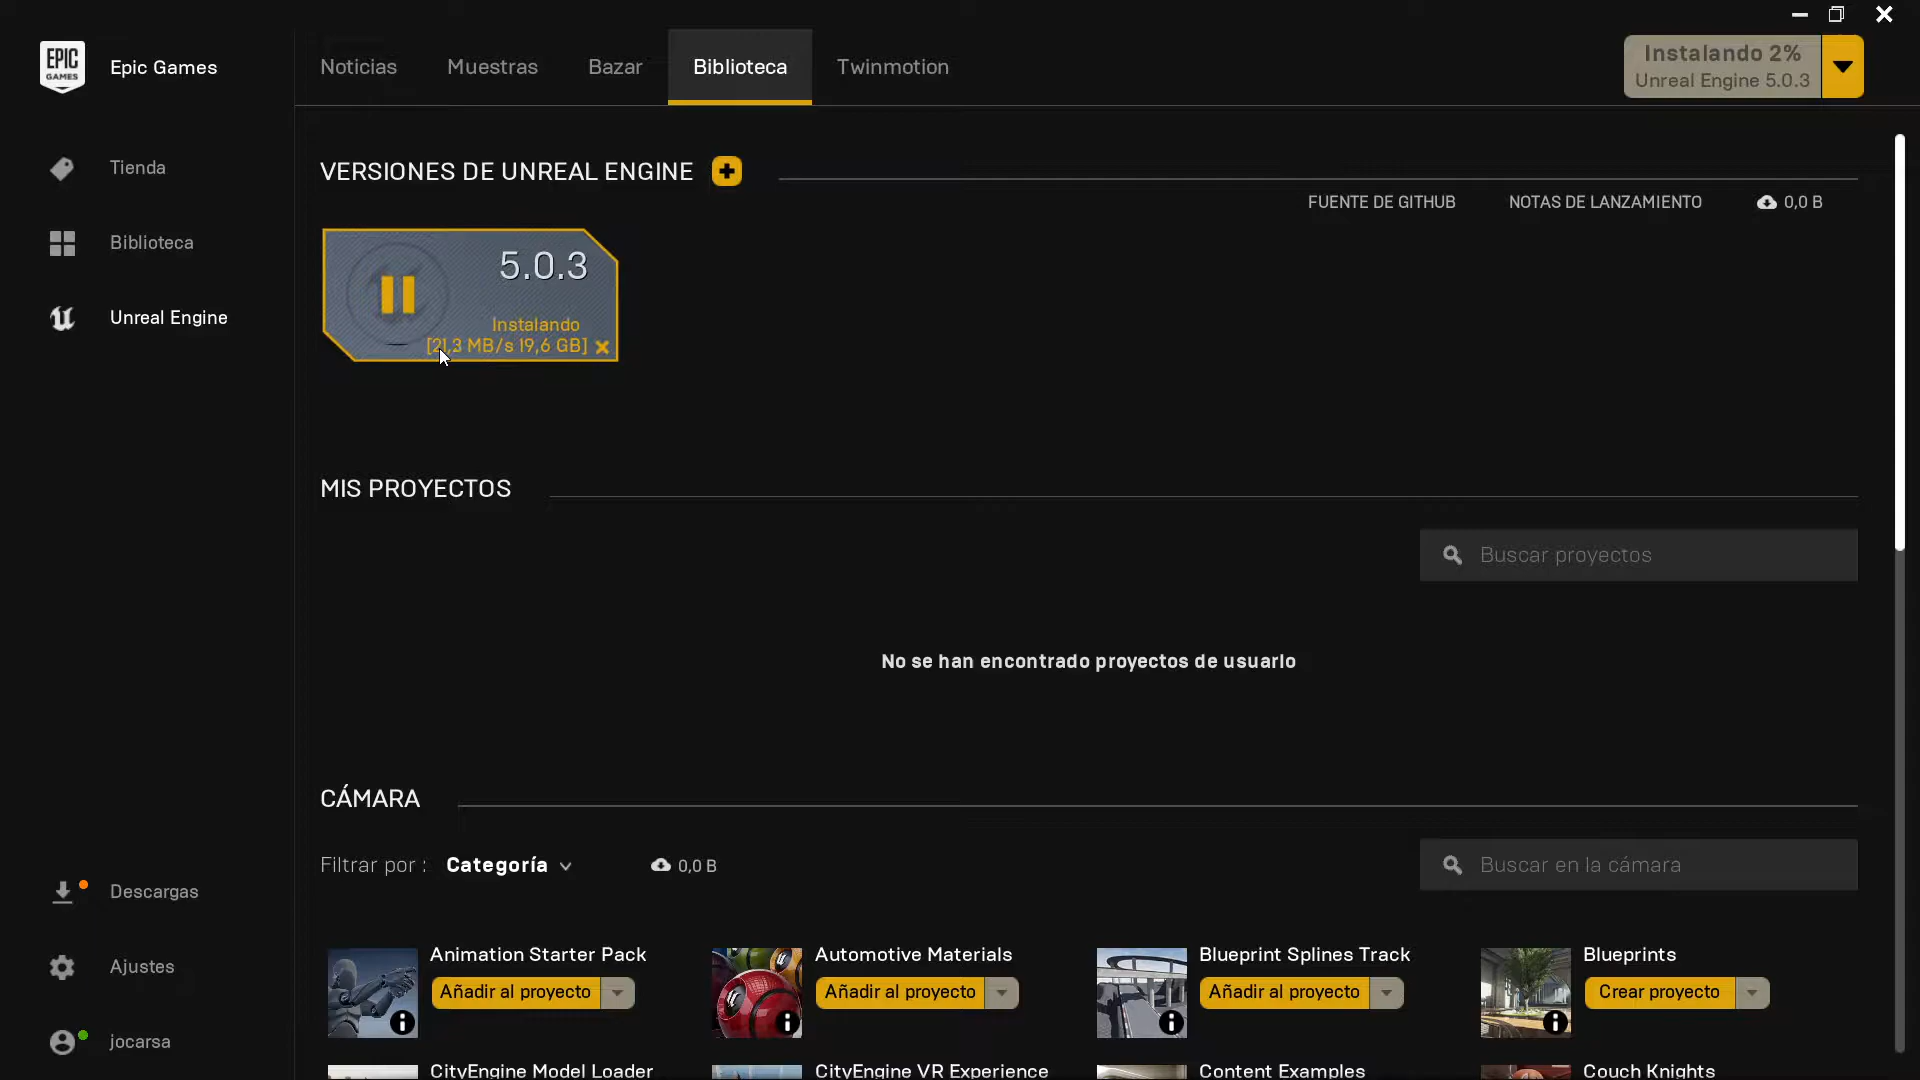 EPIC
GAMES
Epic Games
Tienda
Biblioteca
Unreal Engine
Descargas
Ajustes
jocarsa
Noticias
Muestras
Bazar
Biblioteca
Twinmotion
Instalando 2%
Unreal Engine 5.0.3
VERSIONES DE UNREAL ENGINE
FUENTE DE GITHUB
NOTAS DE LANZAMIENTO
0,0 B
5.0.3
Instalando
[21,3 MB/s 19,6 GB]
MIS PROYECTOS
Buscar proyectos
No se han encontrado proyectos de usuario
CÁMARA
Filtrar por :
Categoría
0,0 B
Buscar en la cámara
Animation Starter Pack
Añadir al proyecto
Automotive Materials
Añadir al proyecto
Blueprint Splines Track
Añadir al proyecto
Blueprints
Crear proyecto
CityEngine Model Loader
CityEngine VR Experience
Content Examples
Couch Knights